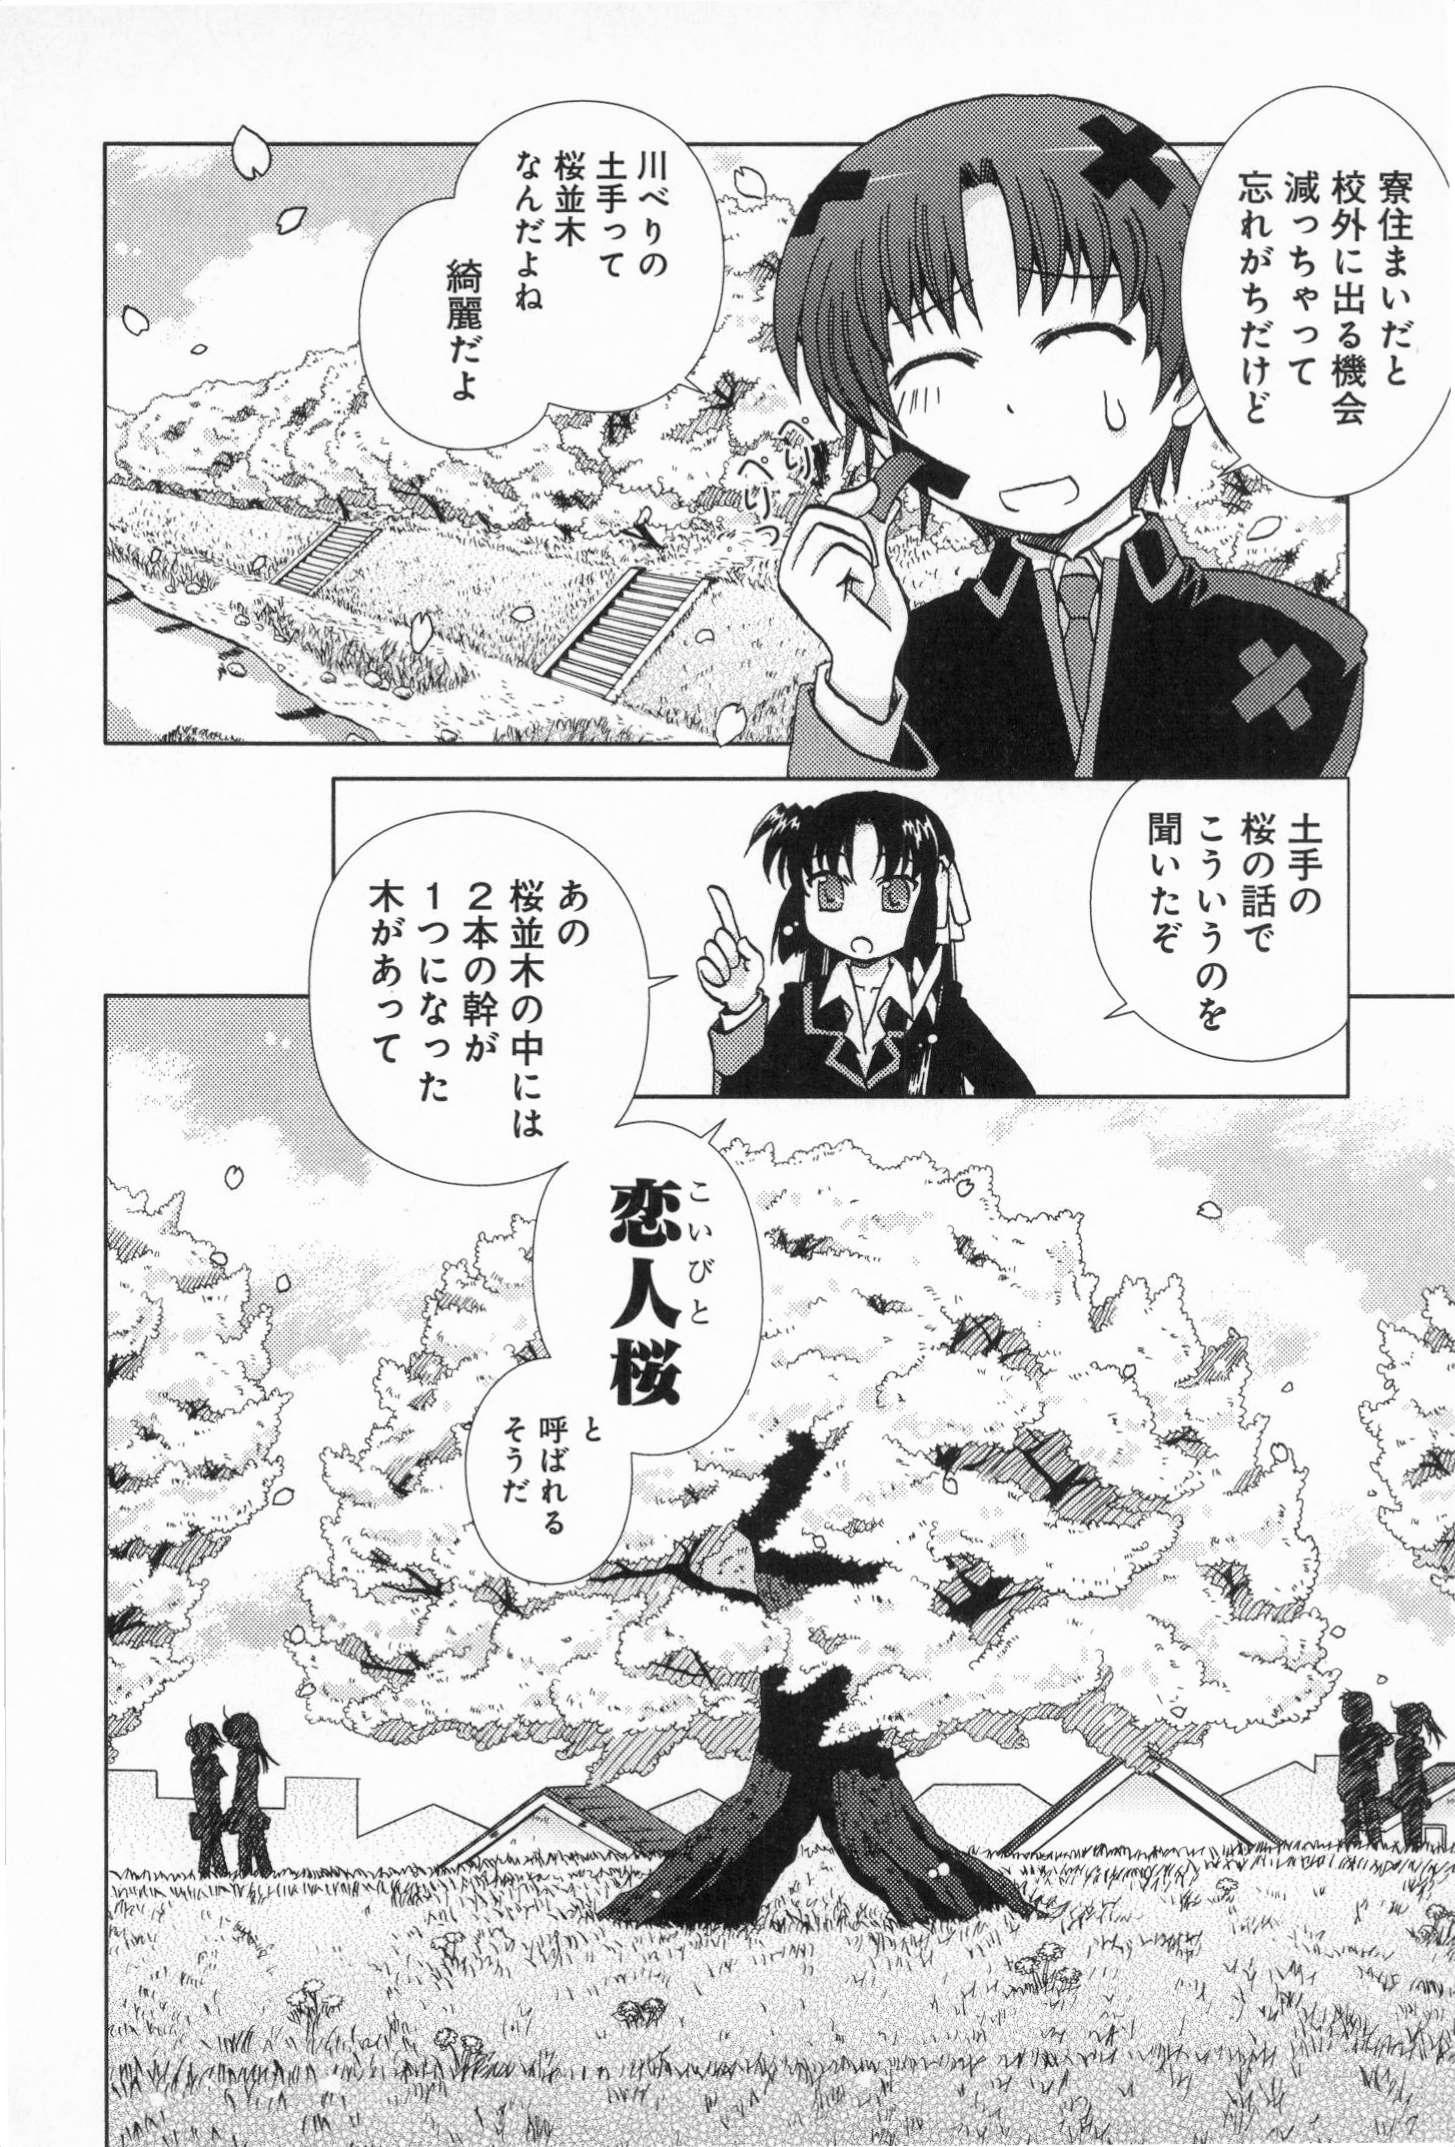 寮住まいだと
校外に出る機会
減っちゃって
忘れがちだけど
川べりの
土手って
桜並木
なんだよね
綺麗だよ
ぺり
ぺりっ
土手の
桜の話で
こういうのを
聞いたぞ
あの
桜並木の中には
2本の幹が
1つになった
木があって
こいびと
恋人桜
と
呼ばれる
そうだ